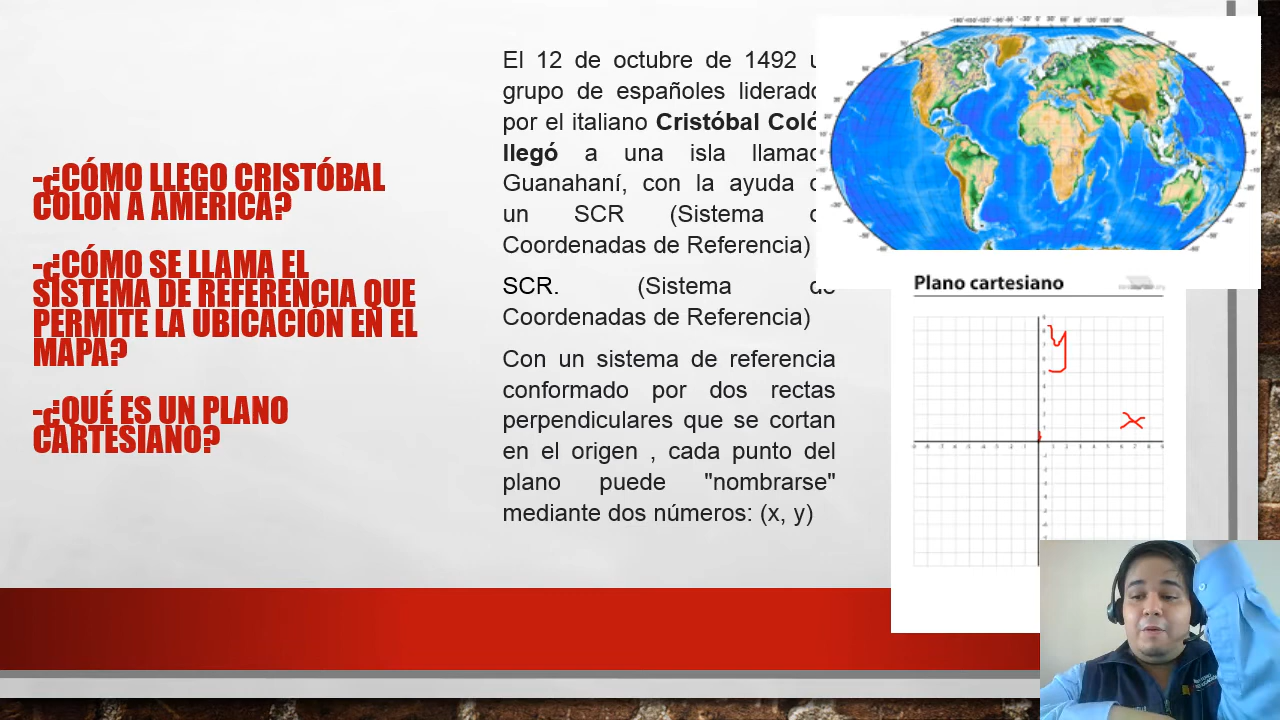 -¿CÓMO LLEGO CRISTÓBAL
COLON A AMERICA?
-¿CÓMO SE LLAMA EL
SISTEMA DE REFERENCIA QUE
PERMITE LA UBICACIÓN EN EL
MAPA?
-¿QUÉ ES UN PLANO
CARTESIANO?
El 12 de octubre de 1492 u
grupo de españoles liderado
por el italiano Cristóbal Coló
llegó a una isla llamad
Guanahaní, con la ayuda d
un SCR (Sistema d
Coordenadas de Referencia)
SCR. (Sistema de
Coordenadas de Referencia)
Con un sistema de referencia
conformado por dos rectas
perpendiculares que se cortan
en el origen , cada punto del
plano puede "nombrarse"
mediante dos números: (x, y)
Plano cartesiano
y
x